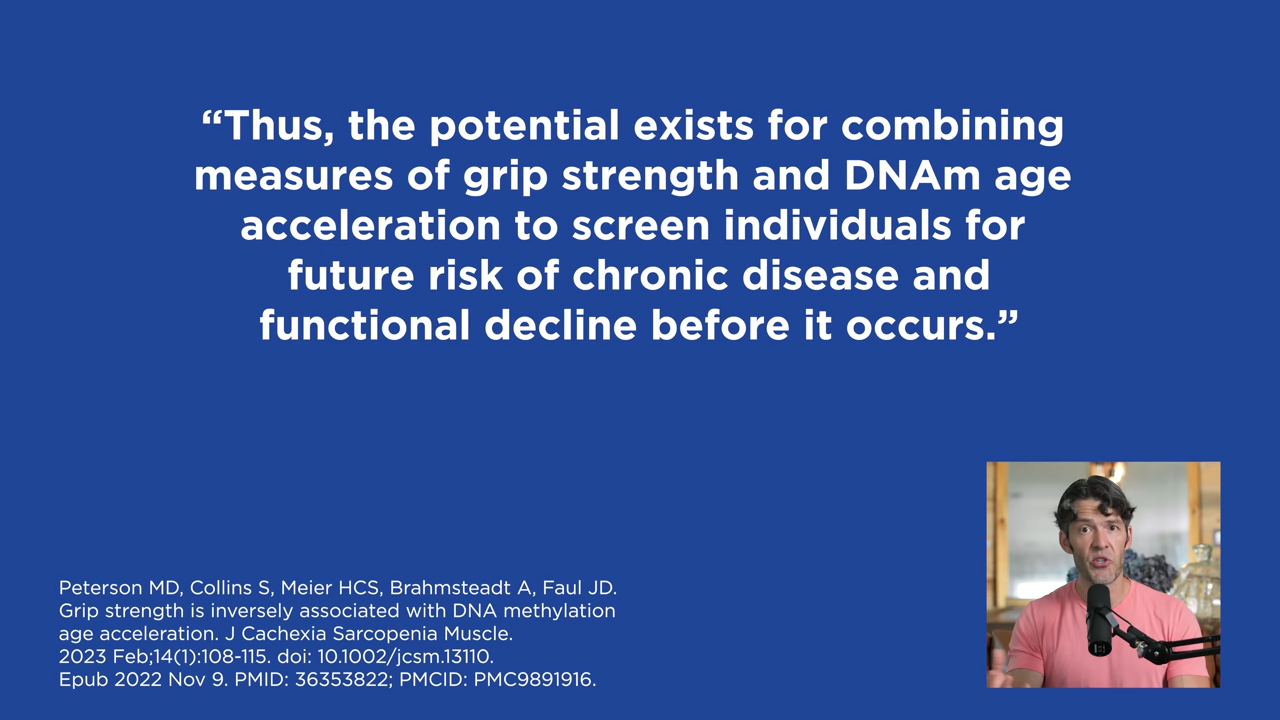 “Thus, the potential exists for combining
measures of grip strength and DNAm age
acceleration to screen individuals for
future risk of chronic disease and
functional decline before it occurs.”
Peterson MD, Collins S, Meier HCS, Brahmsteadt A, Faul JD.
Grip strength is inversely associated with DNA methylation
age acceleration. J Cachexia Sarcopenia Muscle.
2023 Feb;14(1):108-115. doi: 10.1002/jcsm.13110.
Epub 2022 Nov 9. PMID: 36353822; PMCID: PMC9891916.